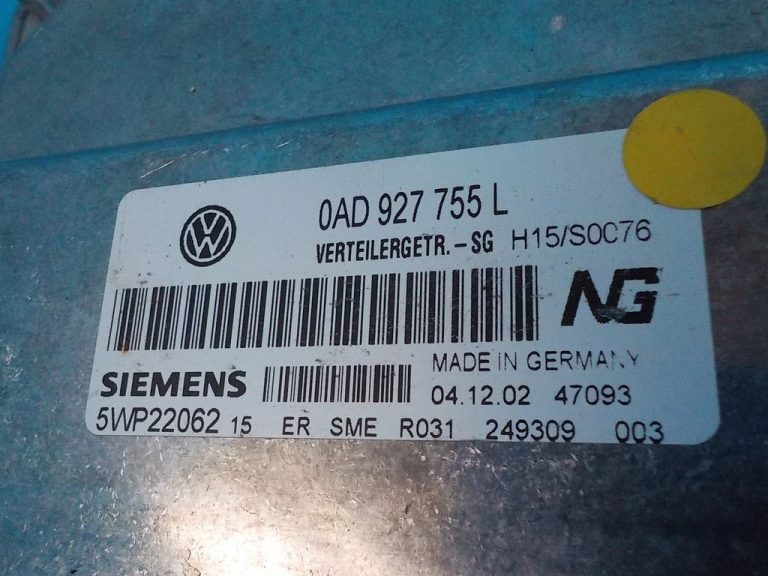 0AD 927 755 L
VERTEILERGETR.-SG H15/S0076
NG
MADE IN GERMANY
SIEMENS
04.12.02 47093
5WP22062 15 ER SME R031 249309 003